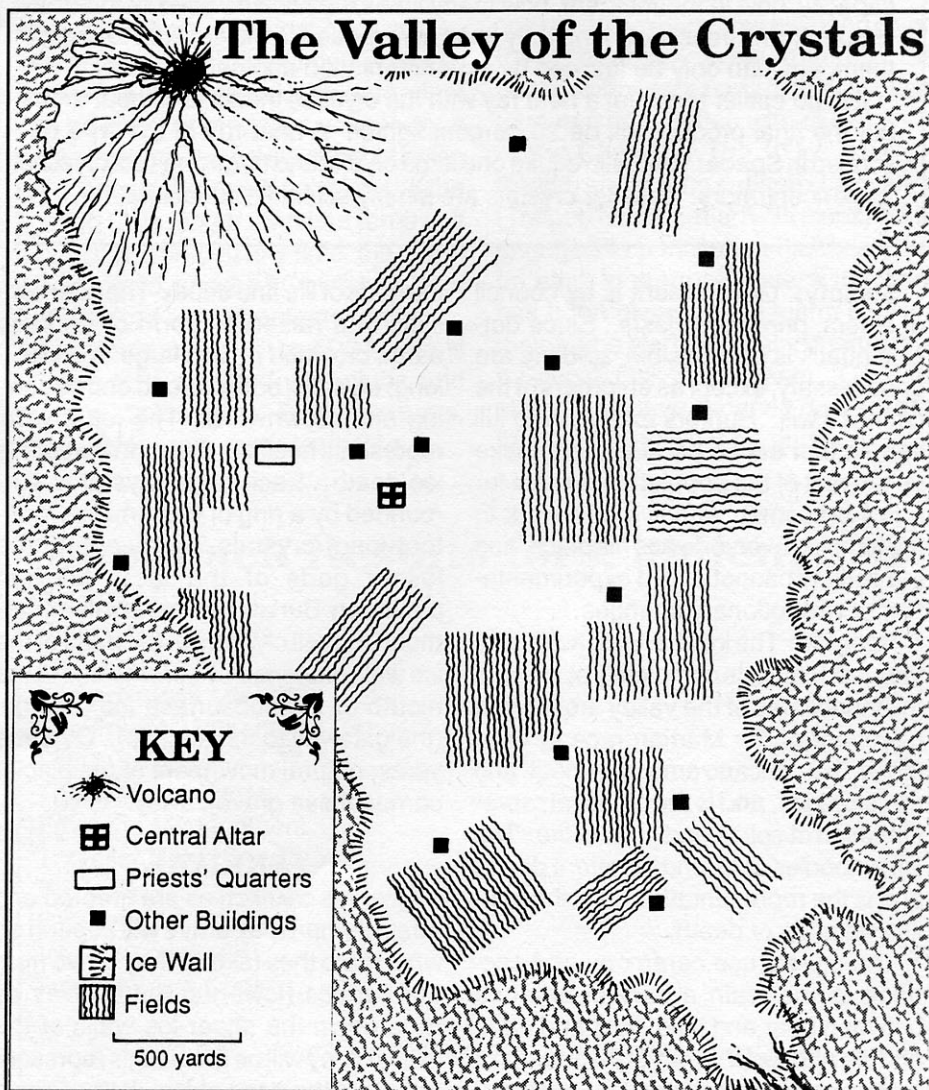 The Valley of the Crystals
KEY
Volcano
Central Altar
Priests' Quarters
Other Buildings
Ice Wall
Fields
500 yards